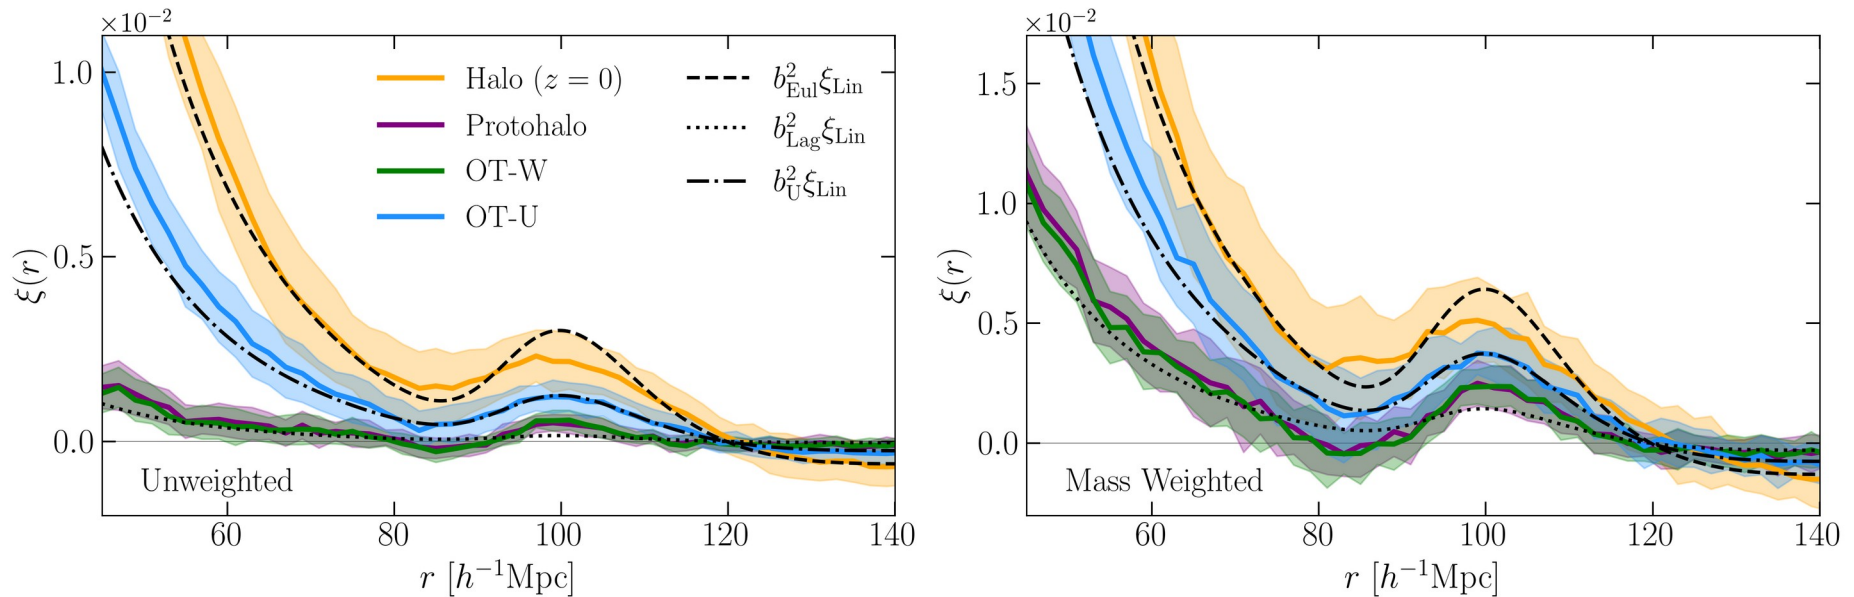 ×10⁻²
1.0
0.5
0.0
ξ(r)
Halo (z = 0)
Protohalo
OT-W
OT-U
b²_Eul ξ_Lin
b²_Lag ξ_Lin
b²_U ξ_Lin
Unweighted
60 80 100 120 140
r [h⁻¹Mpc]
×10⁻²
1.5
1.0
0.5
0.0
ξ(r)
Mass Weighted
60 80 100 120 140
r [h⁻¹Mpc]